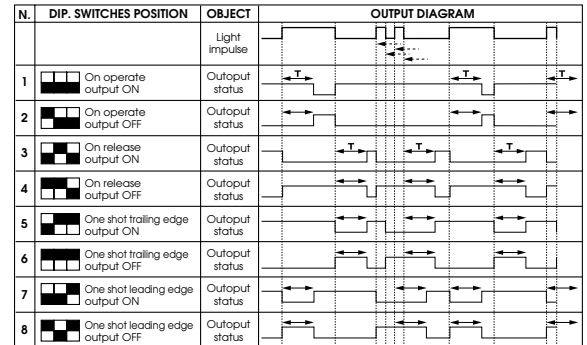 N. DIP. SWITCHES POSITION OBJECT OUTPUT DIAGRAM
Light
impulse
1 On operate
output ON
Outoput
status
T T T
2 On operate
output OFF
Outoput
status
3 On release
output ON
Outoput
status
T T T
4 On release
output OFF
Outoput
status
5 One shot trailing edge
output ON
Outoput
status
6 One shot trailing edge
output OFF
Outoput
status
7 One shot leading edge
output ON
Outoput
status
8 One shot leading edge
output OFF
Outoput
status